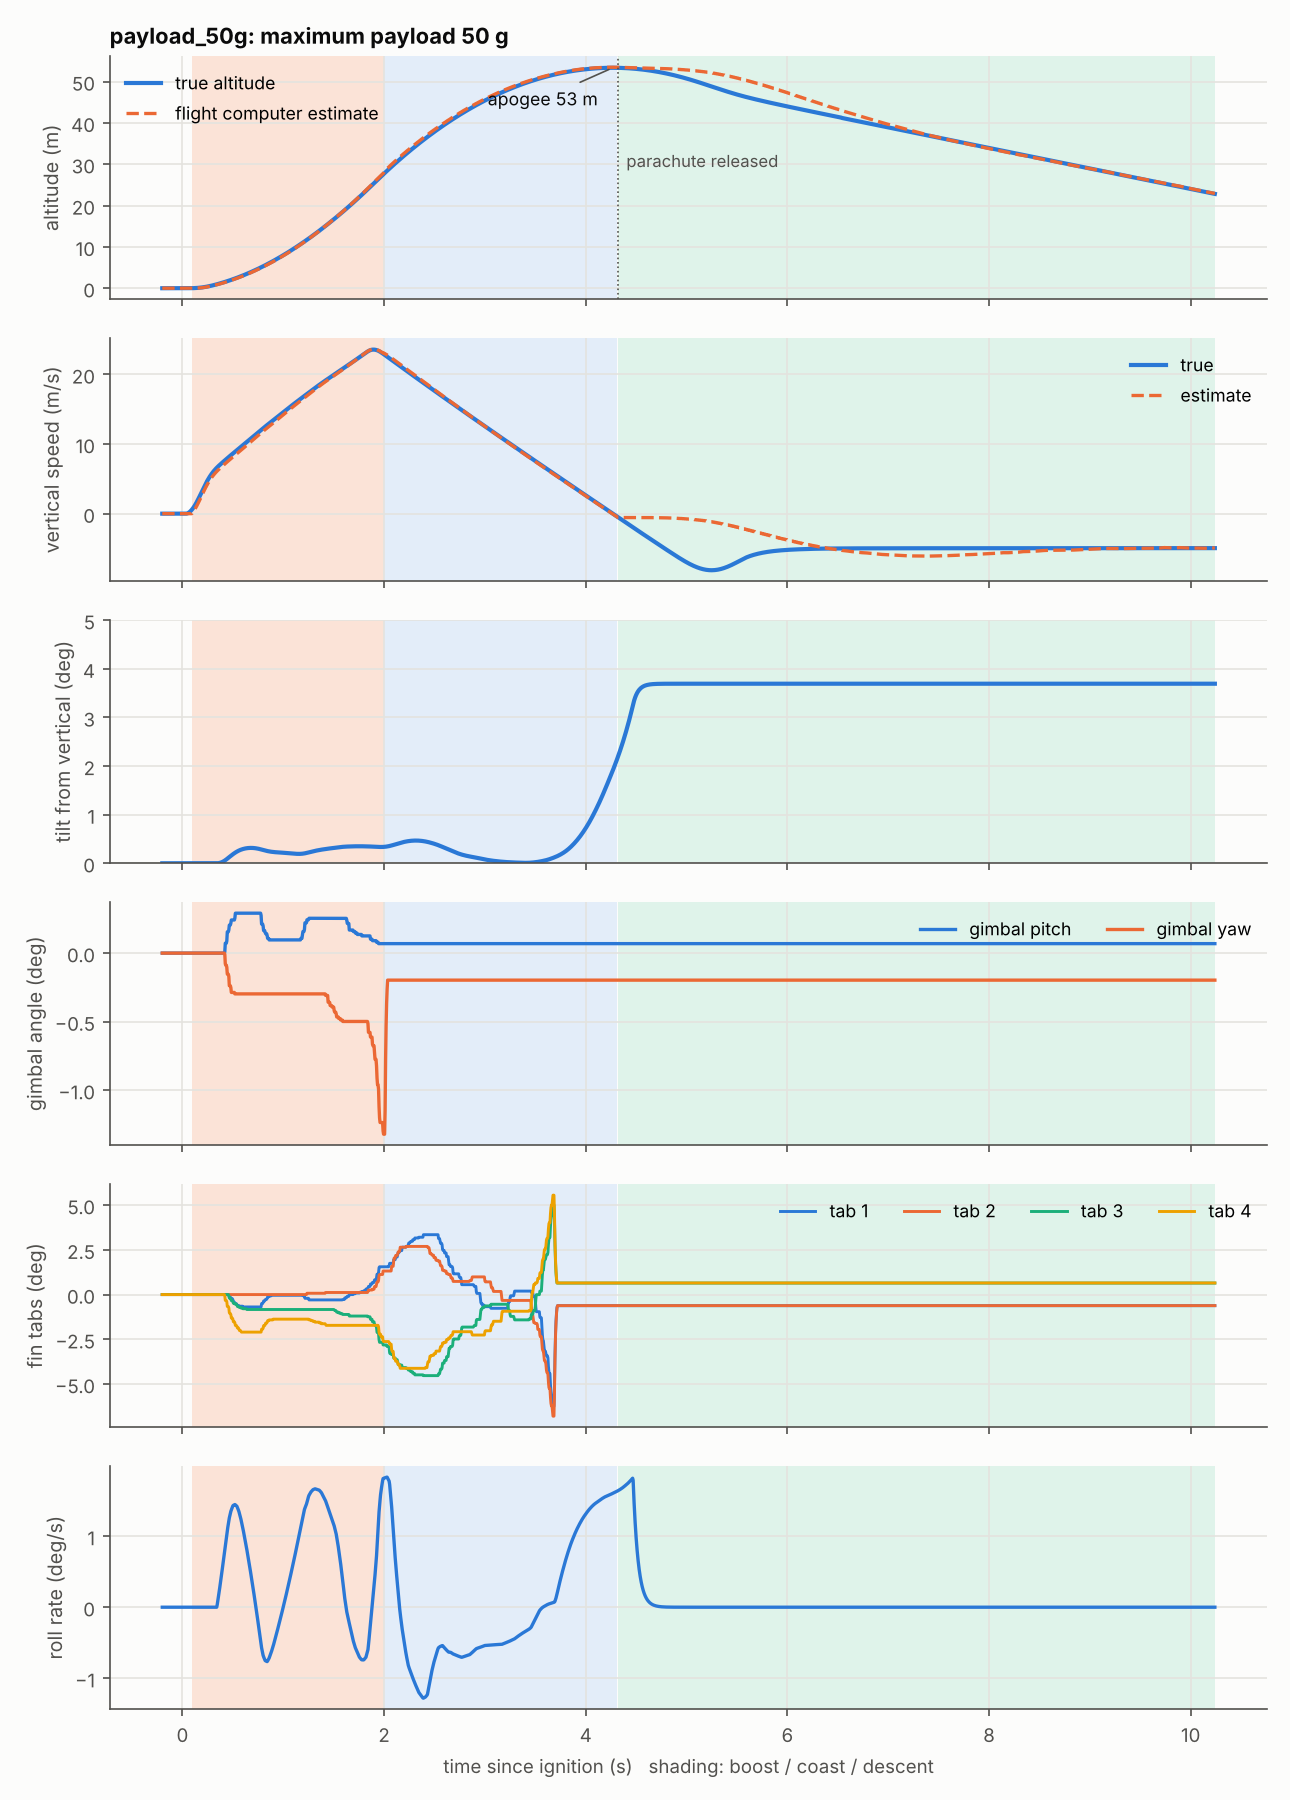 payload_50g: maximum payload 50 g
true altitude
flight computer estimate
apogee 53 m
parachute released
altitude (m)
50
40
30
20
10
0
true
estimate
vertical speed (m/s)
20
10
0
tilt from vertical (deg)
5
4
3
2
1
0
gimbal pitch
gimbal yaw
gimbal angle (deg)
0.0
−0.5
−1.0
tab 1
tab 2
tab 3
tab 4
fin tabs (deg)
5.0
2.5
0.0
−2.5
−5.0
roll rate (deg/s)
1
0
−1
0 2 4 6 8 10
time since ignition (s) shading: boost / coast / descent